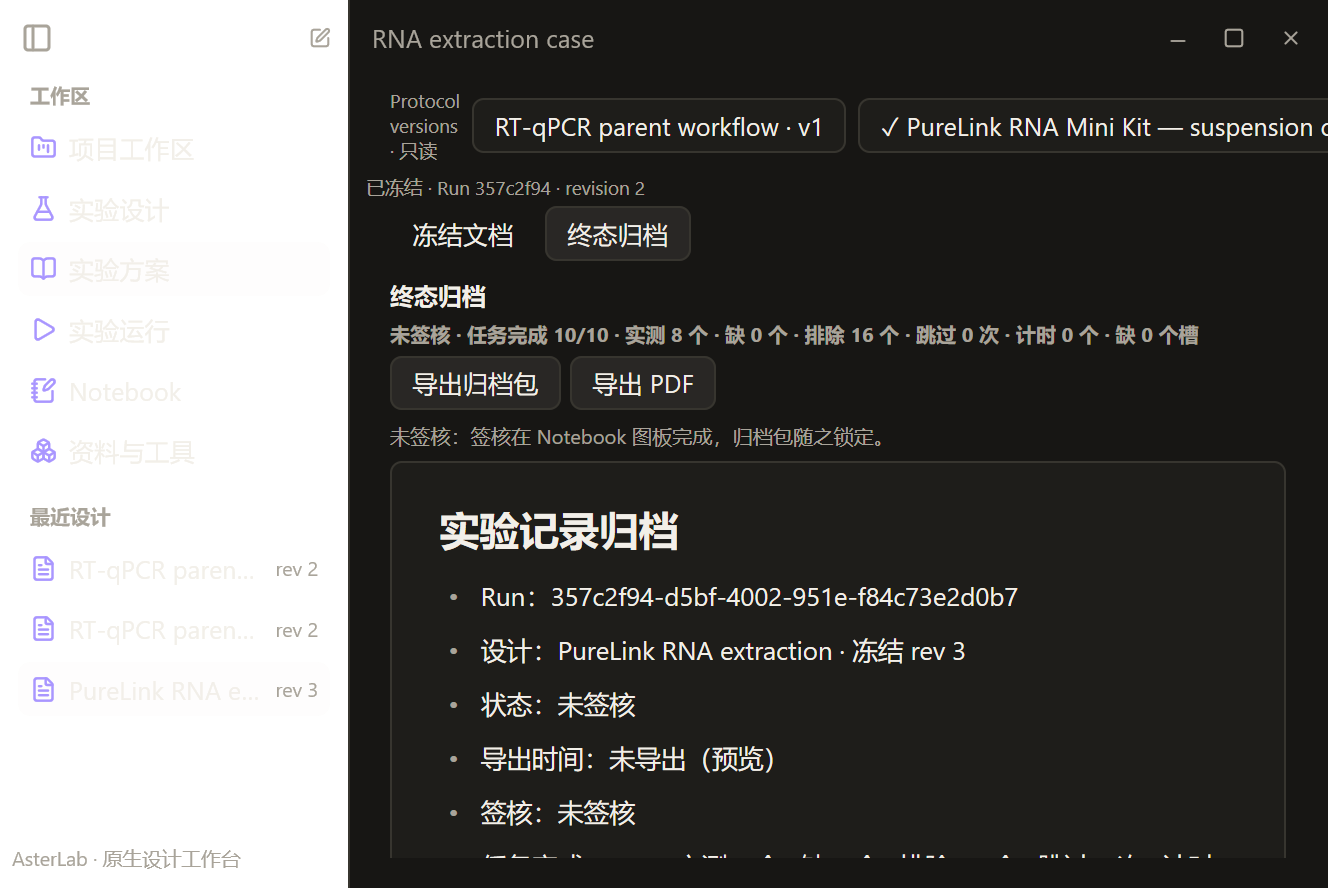 工作区
项目工作区
实验设计
实验方案
实验运行
Notebook
资料与工具
最近设计
RT-qPCR paren... rev 2
RT-qPCR paren... rev 2
PureLink RNA e... rev 3
AsterLab · 原生设计工作台
RNA extraction case
Protocol
versions
· 只读
RT-qPCR parent workflow · v1
✓ PureLink RNA Mini Kit — suspension
已冻结 · Run 357c2f94 · revision 2
冻结文档
终态归档
终态归档
未签核 · 任务完成 10/10 · 实测 8 个 · 缺 0 个 · 排除 16 个 · 跳过 0 次 · 计时 0 个 · 缺 0 个槽
导出归档包
导出 PDF
未签核：签核在 Notebook 图板完成，归档包随之锁定。
实验记录归档
• Run：357c2f94-d5bf-4002-951e-f84c73e2d0b7
• 设计：PureLink RNA extraction · 冻结 rev 3
• 状态：未签核
• 导出时间：未导出（预览）
• 签核：未签核